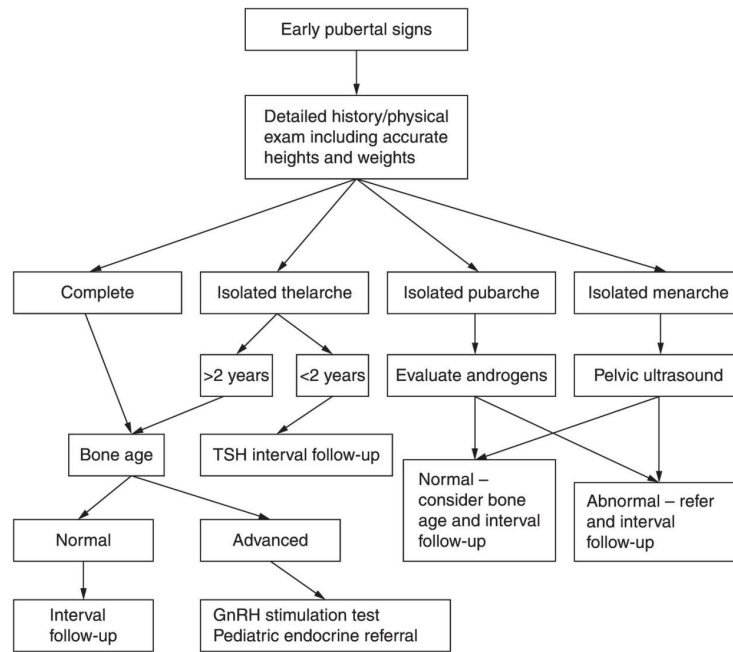 Early pubertal signs
Detailed history/physical
exam including accurate
heights and weights
Complete
Isolated thelarche
Isolated pubarche
Isolated menarche
>2 years
<2 years
Evaluate androgens
Pelvic ultrasound
Bone age
TSH interval follow-up
Normal –
consider bone
age and interval
follow-up
Abnormal – refer
and interval
follow-up
Normal
Advanced
Interval
follow-up
GnRH stimulation test
Pediatric endocrine referral